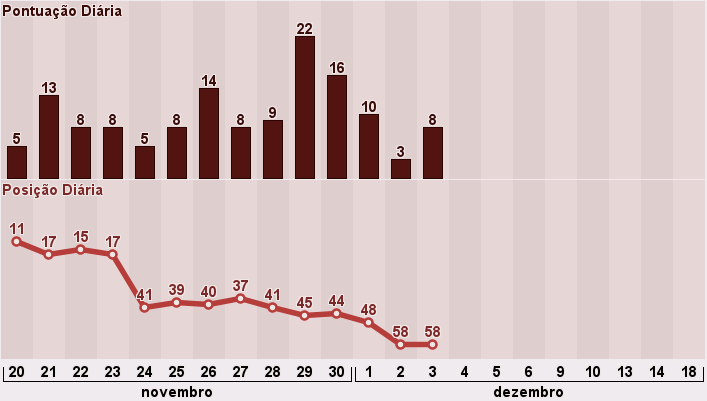 Pontuação Diária
5 13 8 8 5 8 14 8 9 22 16 10 3 8
Posição Diária
11 17 15 17 41 39 40 37 41 45 44 48 58 58
20 21 22 23 24 25 26 27 28 29 30 1 2 3 4 5 6 9 10 13 14 18
novembro dezembro